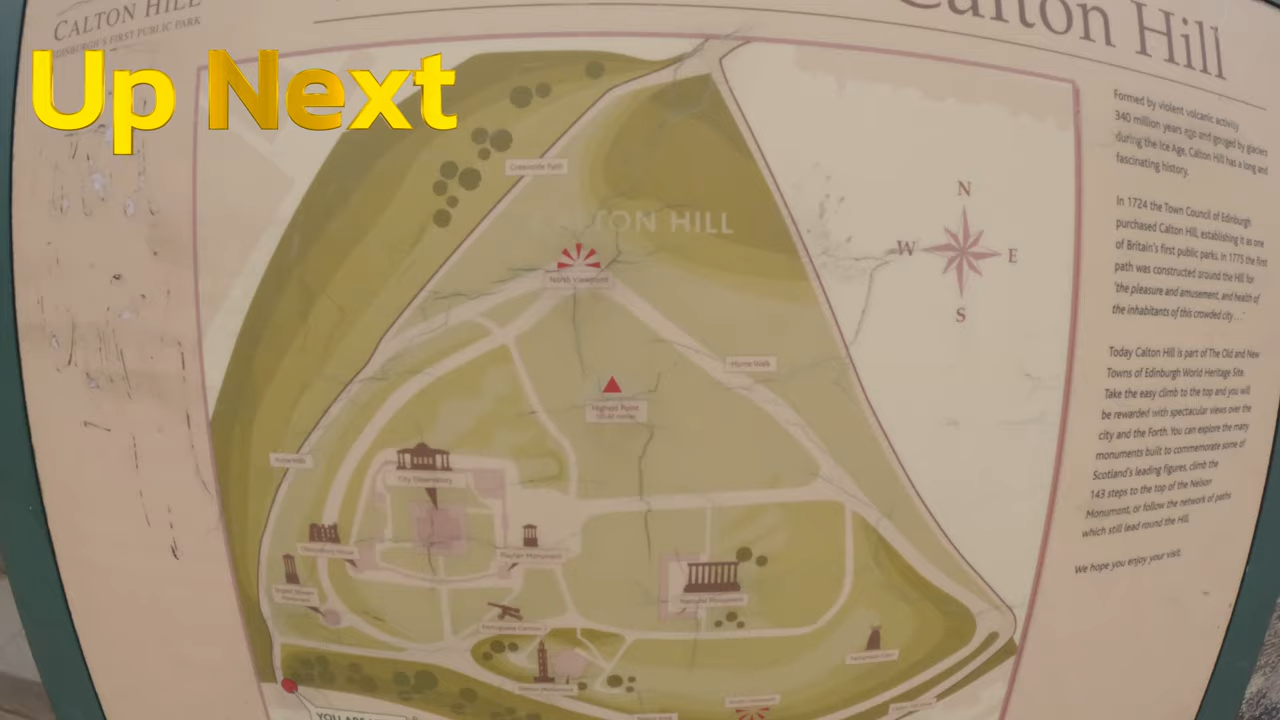 CALTON HILL
EDINBURGH'S FIRST PUBLIC PARK
Calton Hill
Up Next
Formed by violent volcanic activity
340 million years ago and gouged by glaciers
during the Ice Age, Calton Hill has a long and
fascinating history.
In 1724 the Town Council of Edinburgh
purchased Calton Hill, establishing it as one
of Britain's first public parks. In 1775 the first
path was constructed around the Hill for
'the pleasure and amusement, and health of
the inhabitants of this crowded city . . .'
Today Calton Hill is part of The Old and New
Towns of Edinburgh World Heritage Site.
Take the easy climb to the top and you will
be rewarded with spectacular views over the
city and the Forth. You can explore the many
monuments built to commemorate some of
Scotland's leading figures, climb the
143 steps to the top of the Nelson
Monument, or follow the network of paths
which still lead round the Hill.
We hope you enjoy your visit.
N
W
E
S
TON HILL
North Viewpoint
Hume Walk
Highest Point
City Observatory
Playfair Monument
Dugald Stewart
Monument
National Monument
Portuguese Cannon
Nelson Monument
YOU ARE